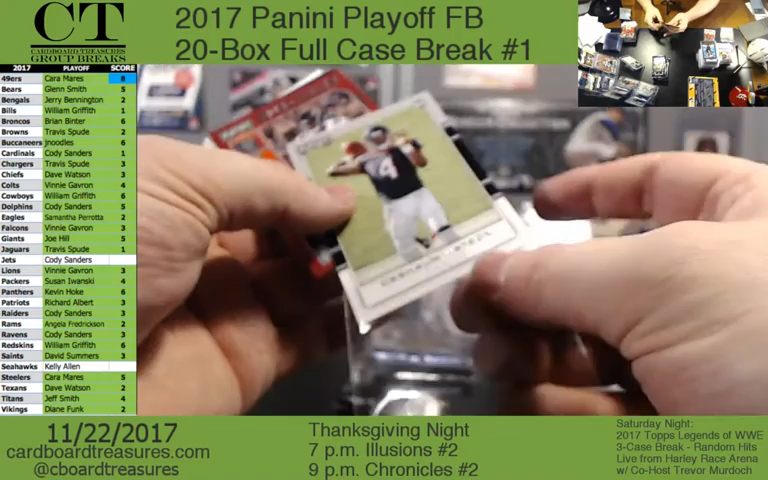 CT
CARDBOARD TREASURES
GROUP BREAKS
2017 Panini Playoff FB
20-Box Full Case Break #1
2017 PLAYOFF SCORE
49ers Cara Mares 8
Bears Glenn Smith 5
Bengals Jerry Bennington 2
Bills William Griffith 1
Broncos Brian Binter 6
Browns Travis Spude 2
Buccaneers Jnoodles 6
Cardinals Cody Sanders 1
Chargers Travis Spude 3
Chiefs Dave Watson 3
Colts Vinnie Gavron 4
Cowboys William Griffith 6
Dolphins Cody Sanders 5
Eagles Samantha Perrotta 2
Falcons Vinnie Gavron 3
Giants Joe Hill 5
Jaguars Travis Spude 1
Jets Cody Sanders
Lions Vinnie Gavron 3
Packers Susan Iwanski 4
Panthers Kevin Hoke 6
Patriots Richard Albert 3
Raiders Cody Sanders 3
Rams Angela Fredrickson 2
Ravens Cody Sanders 3
Redskins William Griffith 6
Saints David Summers 3
Seahawks Kelly Allen
Steelers Cara Mares 5
Texans Dave Watson 2
Titans Jeff Smith 4
Vikings Diane Funk 2
4
11/22/2017
cardboardtreasures.com
@cboardtreasures
Thanksgiving Night
7 p.m. Illusions #2
9 p.m. Chronicles #2
Saturday Night:
2017 Topps Legends of WWE
3-Case Break - Random Hits
Live from Harley Race Arena
w/ Co-Host Trevor Murdoch